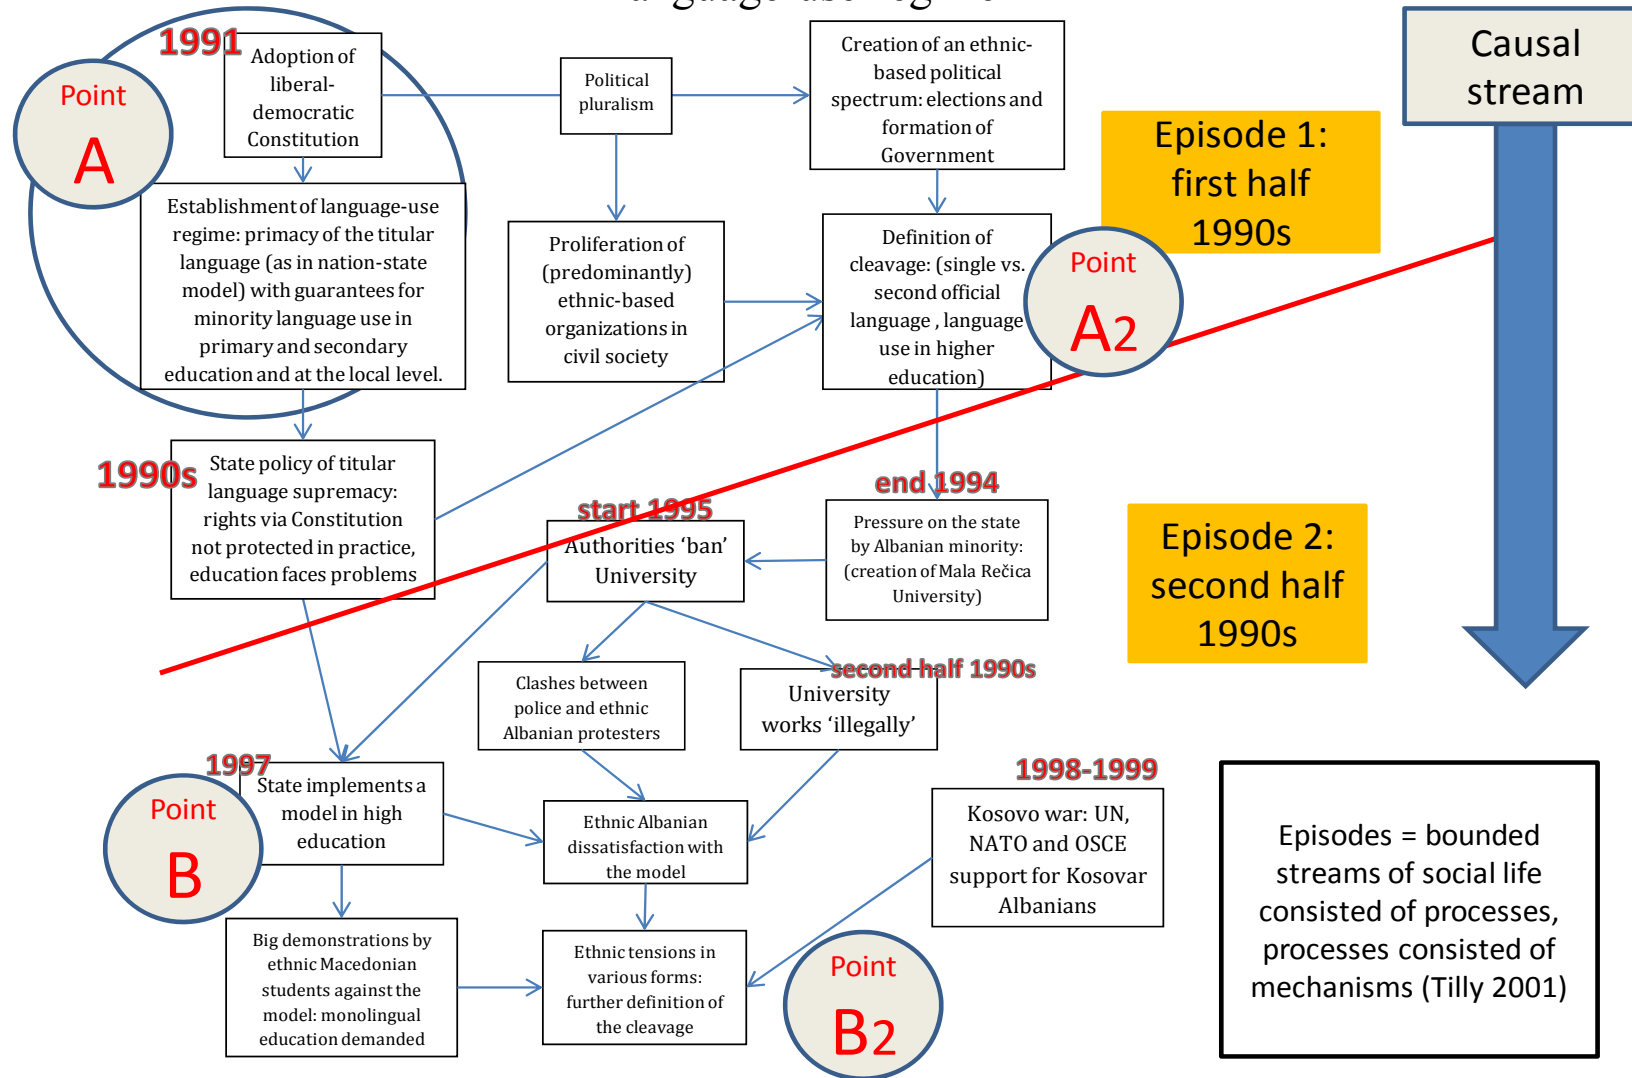 1991
Adoption of
liberal-
democratic
Constitution
Point
A
Political
pluralism
Creation of an ethnic-
based political
spectrum: elections and
formation of
Government
Causal
stream
Episode 1:
first half
1990s
Establishment of language-use
regime: primacy of the titular
language (as in nation-state
model) with guarantees for
minority language use in
primary and secondary
education and at the local level.
Proliferation of
(predominantly)
ethnic-based
organizations in
civil society
Definition of
cleavage: (single vs.
second official
language , language
use in higher
education)
Point
A2
1990s
State policy of titular
language supremacy:
rights via Constitution
not protected in practice,
education faces problems
start 1995
Authorities ‘ban’
University
end 1994
Pressure on the state
by Albanian minority:
(creation of Mala Rečica
University)
Episode 2:
second half
1990s
Clashes between
police and ethnic
Albanian protesters
second half 1990s
University
works ‘illegally’
1997
State implements a
model in high
education
Point
B
Ethnic Albanian
dissatisfaction with
the model
1998-1999
Kosovo war: UN,
NATO and OSCE
support for Kosovar
Albanians
Big demonstrations by
ethnic Macedonian
students against the
model: monolingual
education demanded
Ethnic tensions in
various forms:
further definition of
the cleavage
Point
B2
Episodes = bounded
streams of social life
consisted of processes,
processes consisted of
mechanisms (Tilly 2001)